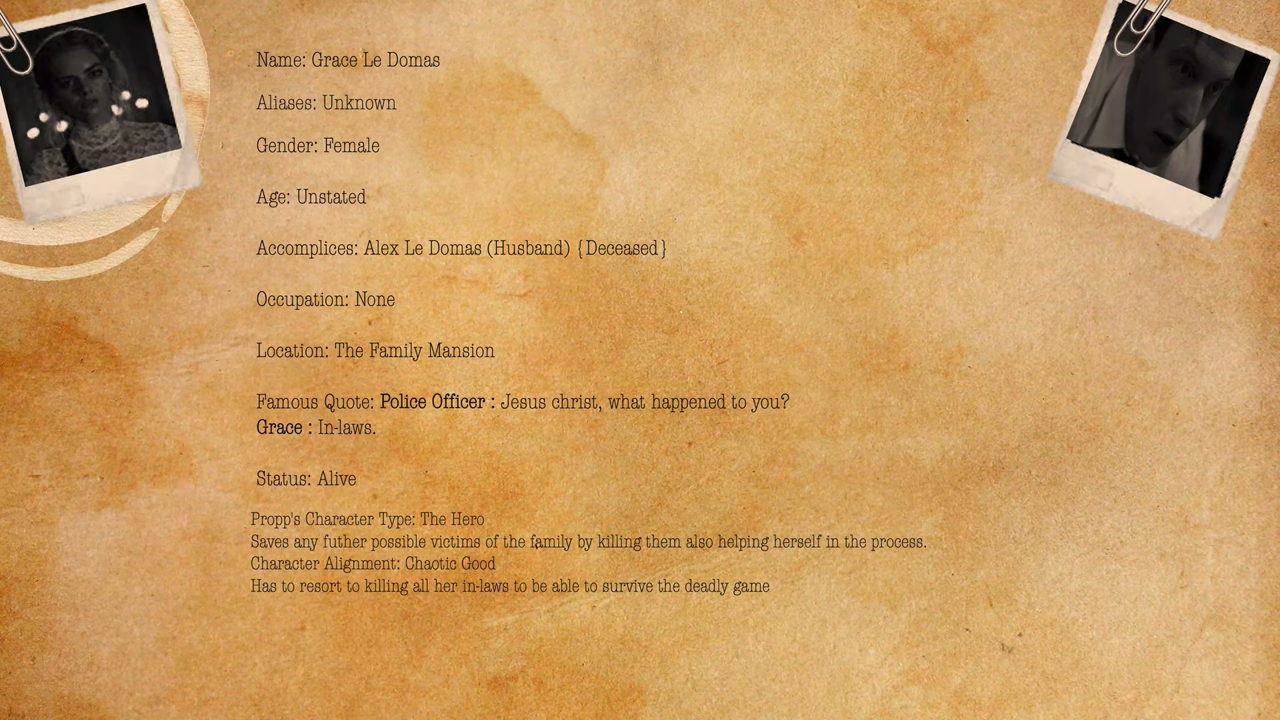 Name: Grace Le Domas
Aliases: Unknown
Gender: Female
Age: Unstated
Accomplices: Alex Le Domas (Husband) {Deceased}
Occupation: None
Location: The Family Mansion
Famous Quote: Police Officer : Jesus christ, what happened to you?
Grace : In-laws.
Status: Alive
Propp's Character Type: The Hero
Saves any futher possible victims of the family by killing them also helping herself in the process.
Character Alignment: Chaotic Good
Has to resort to killing all her in-laws to be able to survive the deadly game